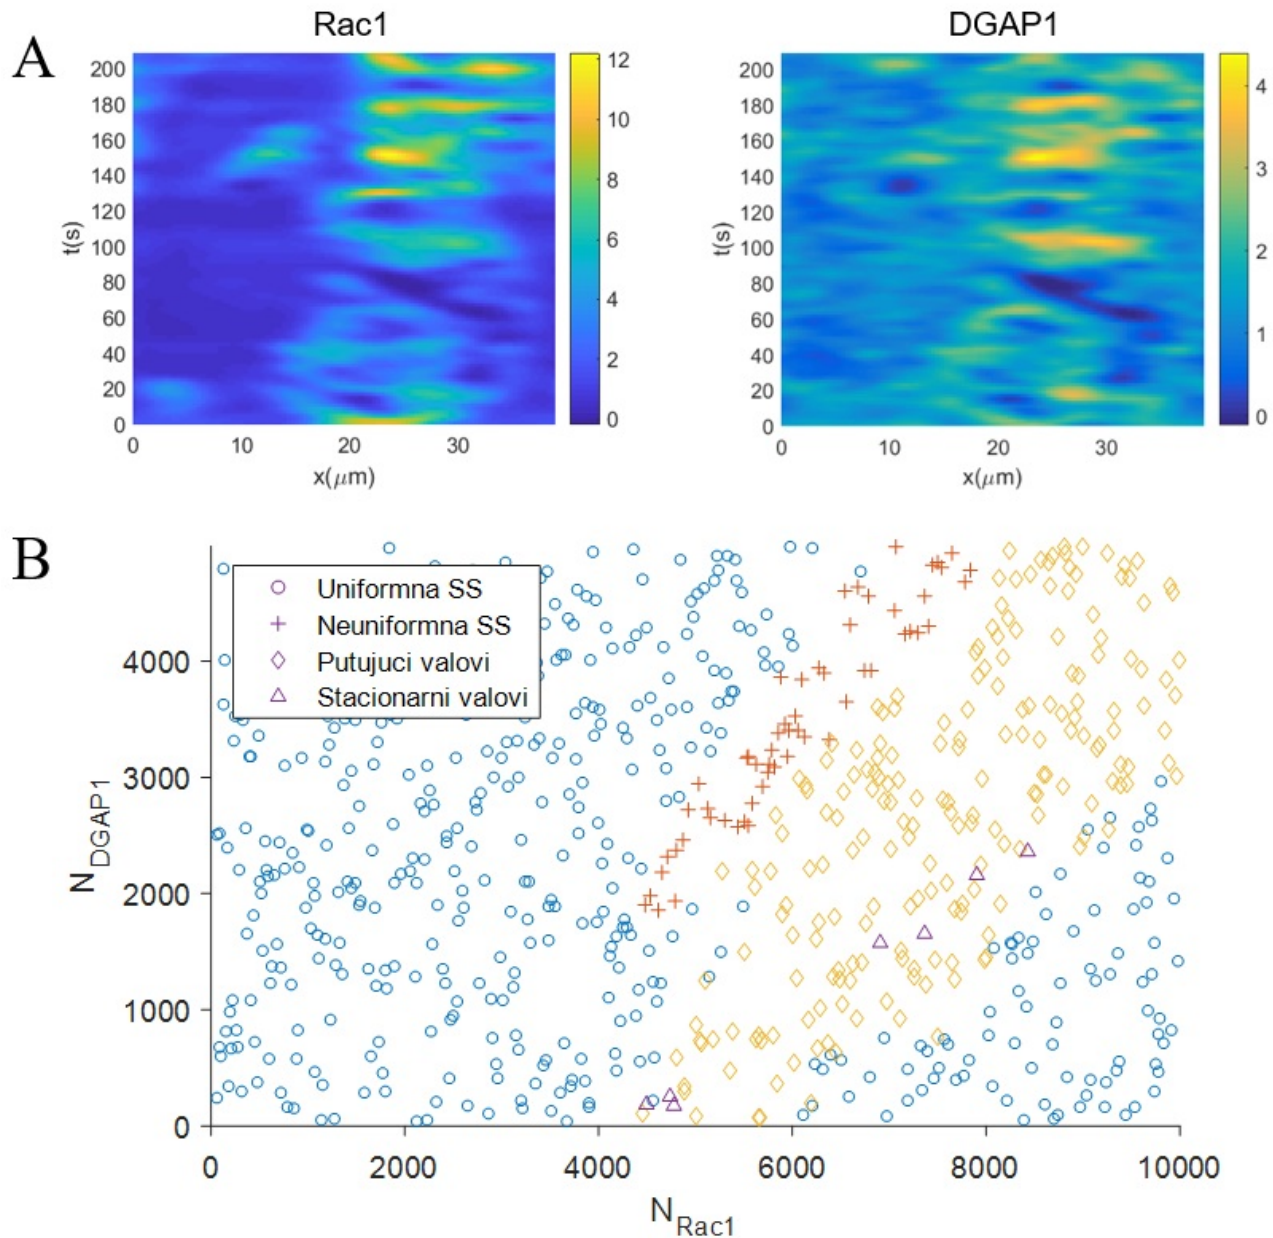 A
Rac1
DGAP1
t(s)
200
180
160
140
120
100
80
60
40
20
0
0 10 20 30
x(μm)
12
10
8
6
4
2
0
t(s)
200
180
160
140
120
100
80
60
40
20
0
0 10 20 30
x(μm)
4
3
2
1
0
B
Uniformna SS
Neuniformna SS
Putujuci valovi
Stacionarni valovi
N_DGAP1
4000
3000
2000
1000
0
0 2000 4000 6000 8000 10000
N_Rac1